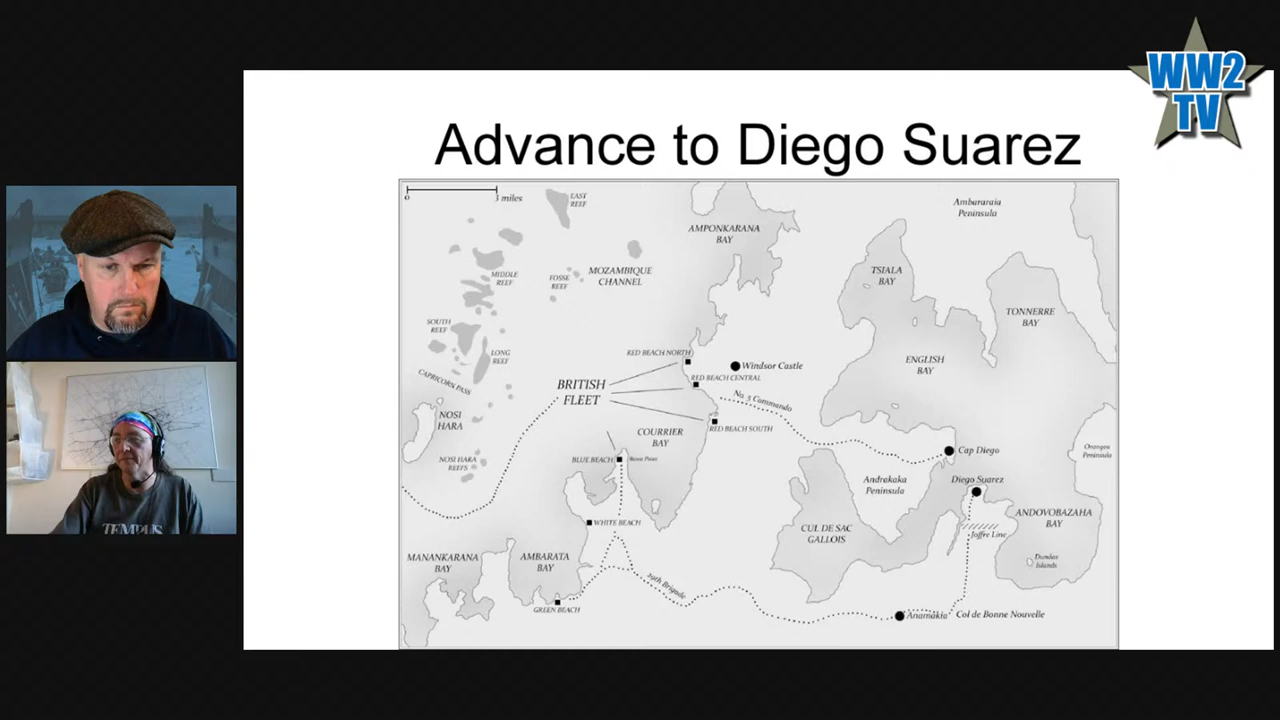 WW2
TV
Advance to Diego Suarez
0
3 miles
EAST
REEF
Ambararaia
Peninsula
AMPONKARANA
BAY
MIDDLE
REEF
FOSSE
REEF
MOZAMBIQUE
CHANNEL
TSIALA
BAY
TONNERRE
BAY
SOUTH
REEF
LONG
REEF
RED BEACH NORTH
Windsor Castle
ENGLISH
BAY
CAPRICORN PASS
BRITISH
FLEET
RED BEACH CENTRAL
No 5 Commando
NOSI
HARA
RED BEACH SOUTH
COURRIER
BAY
NOSI HARA
REEFS
BLUE BEACH
Cap Diego
Peninsula
Andrakaka
Peninsula
Diego Suarez
WHITE BEACH
CUL DE SAC
GALLOIS
ANDOVOBAZAHA
BAY
Joffre Line
MANANKARANA
BAY
AMBARATA
BAY
Dundas
Islands
29th Brigade
GREEN BEACH
Anamakia
Col de Bonne Nouvelle
TEMPUS